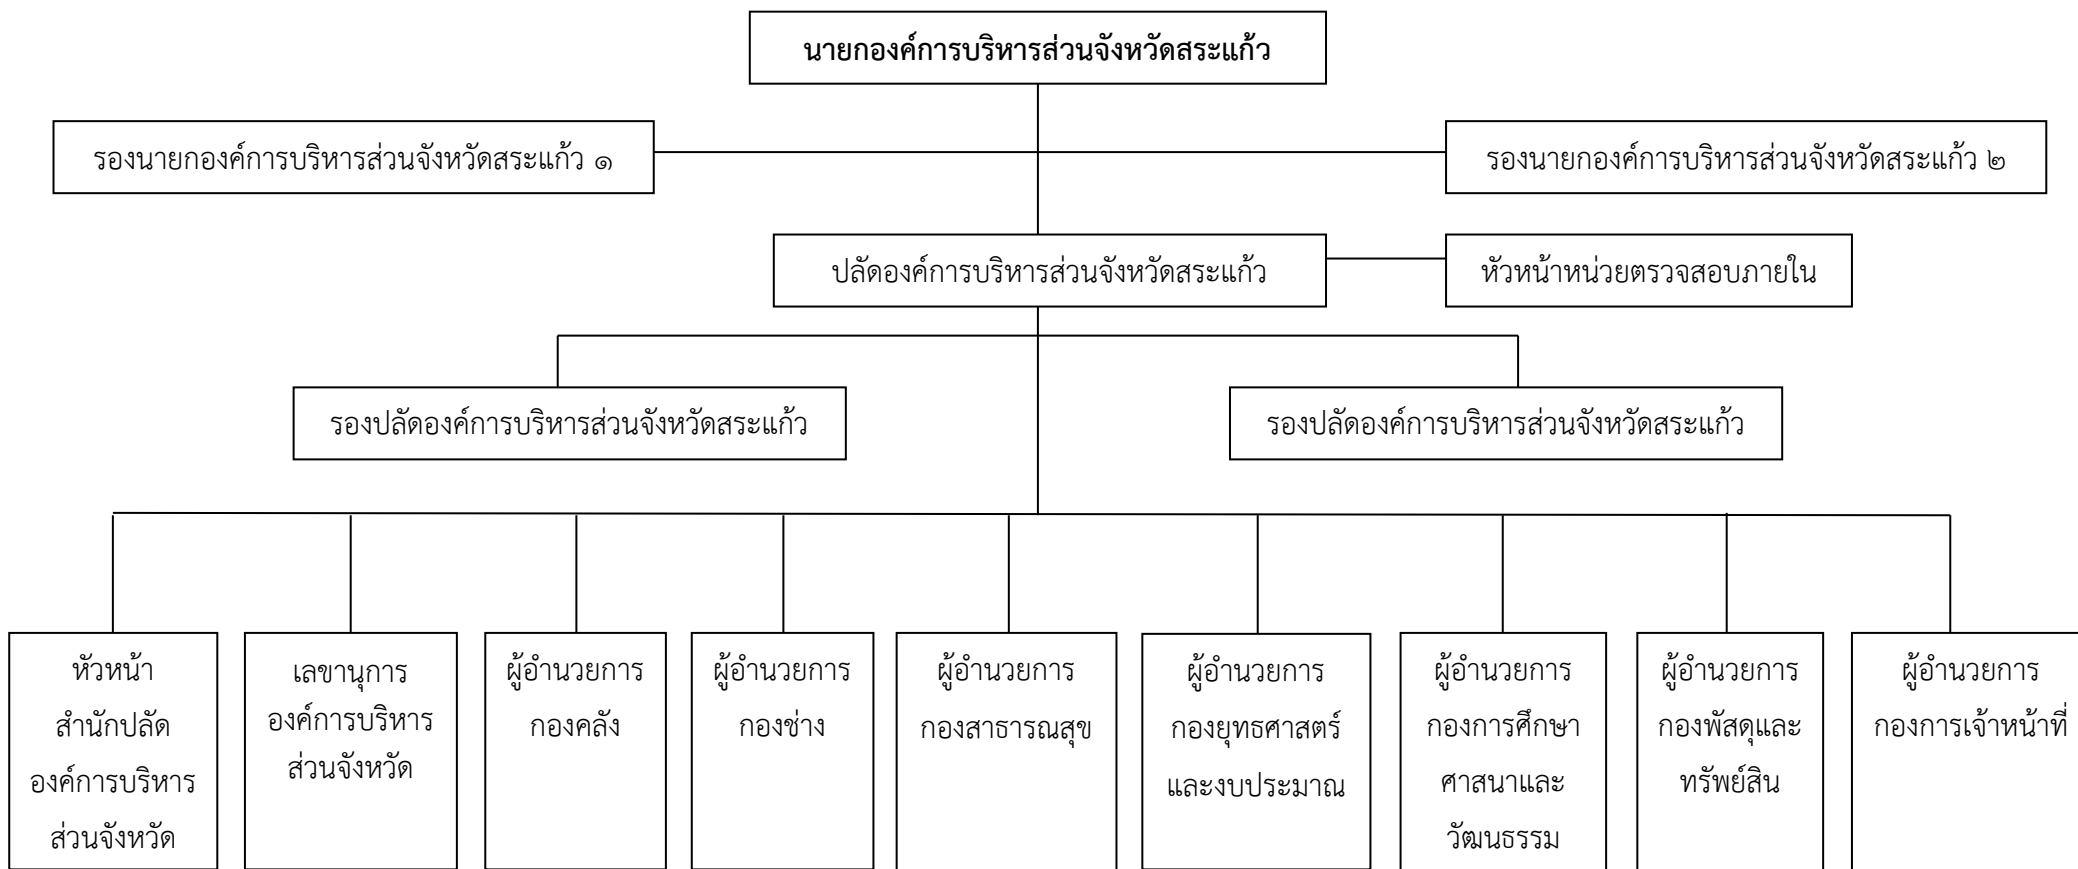 นายกองค์การบริหารส่วนจังหวัดสระแก้ว
รองนายกองค์การบริหารส่วนจังหวัดสระแก้ว ๑
รองนายกองค์การบริหารส่วนจังหวัดสระแก้ว ๒
ปลัดองค์การบริหารส่วนจังหวัดสระแก้ว
หัวหน้าหน่วยตรวจสอบภายใน
รองปลัดองค์การบริหารส่วนจังหวัดสระแก้ว
รองปลัดองค์การบริหารส่วนจังหวัดสระแก้ว
หัวหน้า
สำนักปลัด
องค์การบริหาร
ส่วนจังหวัด
เลขานุการ
องค์การบริหาร
ส่วนจังหวัด
ผู้อำนวยการ
กองคลัง
ผู้อำนวยการ
กองช่าง
ผู้อำนวยการ
กองสาธารณสุข
ผู้อำนวยการ
กองยุทธศาสตร์
และงบประมาณ
ผู้อำนวยการ
กองการศึกษา
ศาสนาและ
วัฒนธรรม
ผู้อำนวยการ
กองพัสดุและ
ทรัพย์สิน
ผู้อำนวยการ
กองการเจ้าหน้าที่